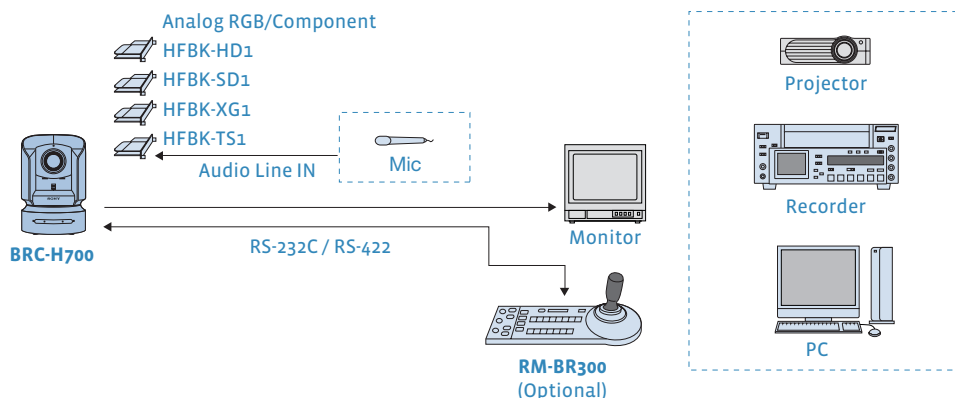 Analog RGB/Component
HFBK-HD1
HFBK-SD1
HFBK-XG1
HFBK-TS1
Audio Line IN
Mic
SONY
BRC-H700
RS-232C / RS-422
Monitor
RM-BR300
(Optional)
Projector
Recorder
PC